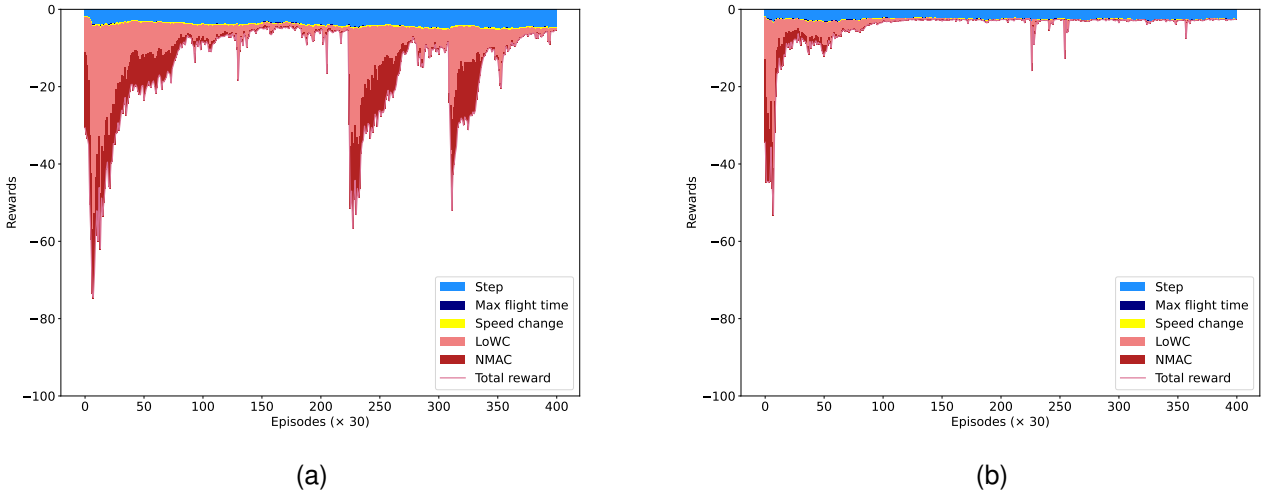 0
−20
−40
−60
−80
−100
Rewards
0 50 100 150 200 250 300 350 400
Episodes (× 30)
Step
Max flight time
Speed change
LoWC
NMAC
Total reward
(a)
0
−20
−40
−60
−80
−100
Rewards
0 50 100 150 200 250 300 350 400
Episodes (× 30)
Step
Max flight time
Speed change
LoWC
NMAC
Total reward
(b)